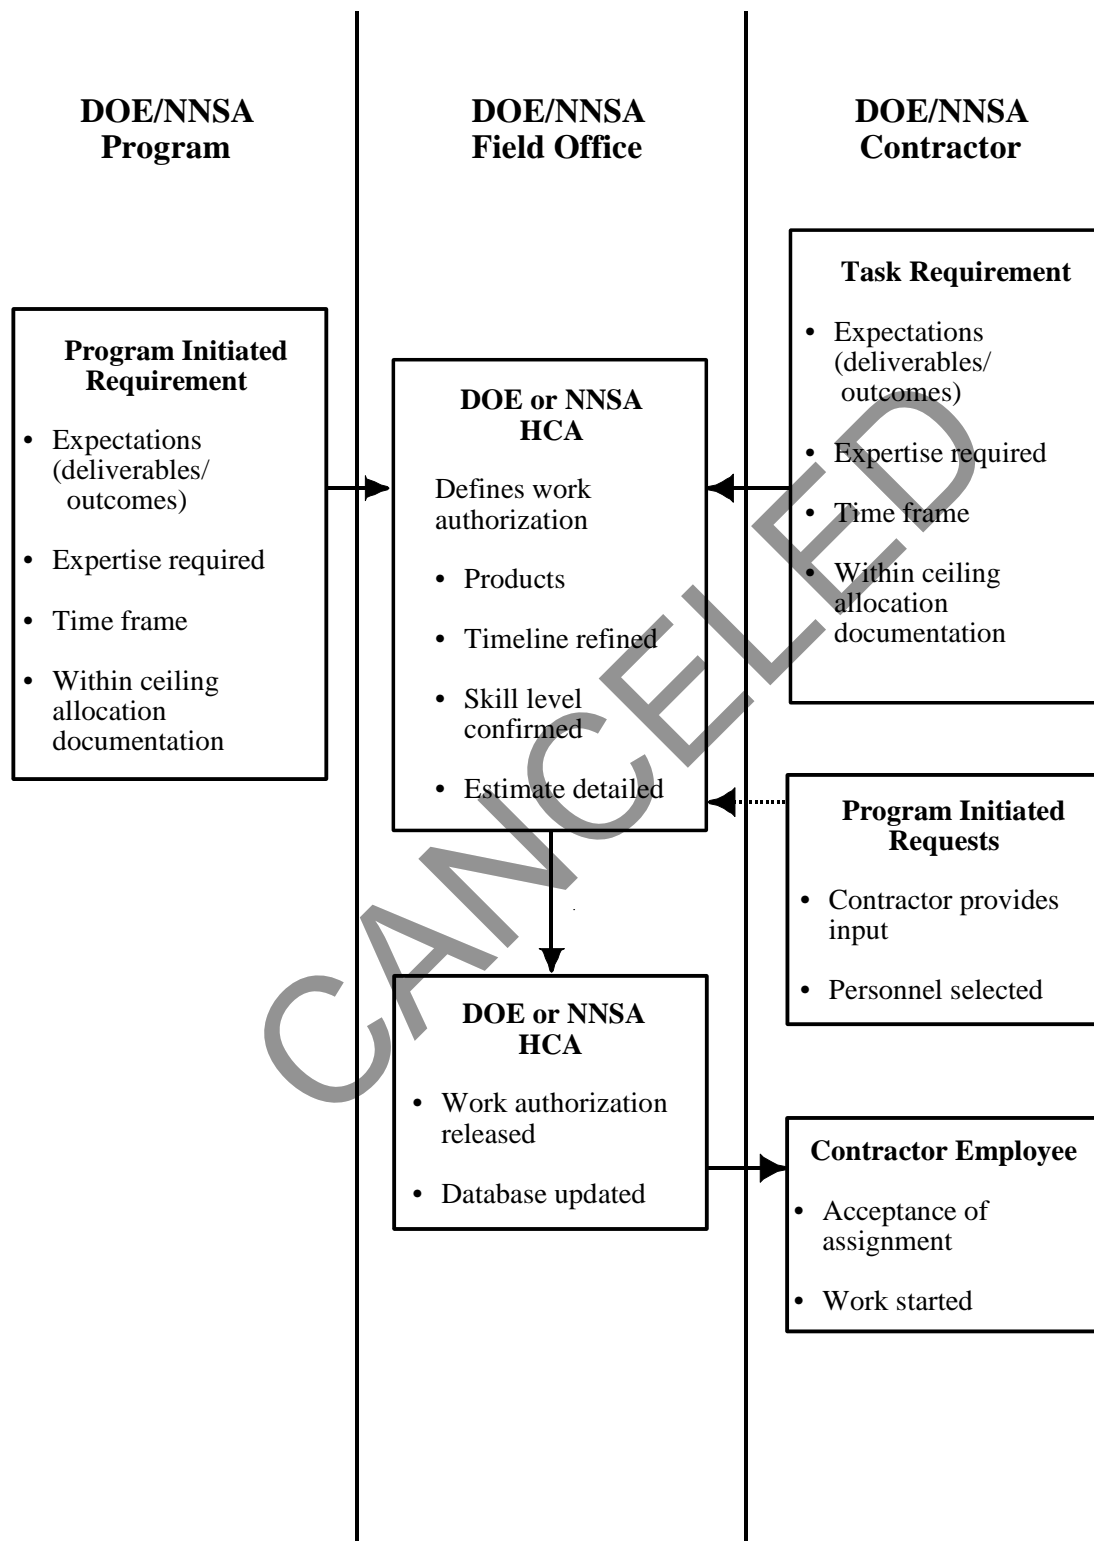 DOE/NNSA
Program
DOE/NNSA
Field Office
DOE/NNSA
Contractor
Program Initiated
Requirement
• Expectations
(deliverables/
outcomes)
• Expertise required
• Time frame
• Within ceiling
allocation
documentation
DOE or NNSA
HCA
Defines work
authorization
• Products
• Timeline refined
• Skill level
confirmed
• Estimate detailed
DOE or NNSA
HCA
• Work authorization
released
• Database updated
Task Requirement
• Expectations
(deliverables/
outcomes)
• Expertise required
• Time frame
• Within ceiling
allocation
documentation
Program Initiated
Requests
• Contractor provides
input
• Personnel selected
Contractor Employee
• Acceptance of
assignment
• Work started
CANCELED